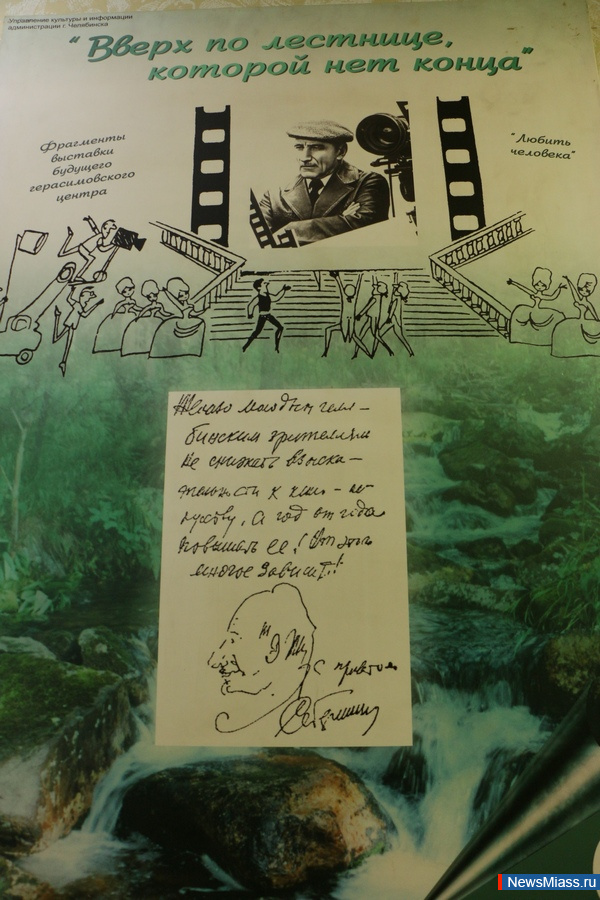 Управление культуры и информации
администрации г. Челябинска
"Вверх по лестнице,
которой нет конца"
Фрагменты
выставки
будущего
герасимовского
центра
"Любить
человека"
Желаю молодым челя-
бинским зрителям
не снижать взыска-
тельности к кино-ис-
кусству, а год от года
повышать её! От этого
многое зависит!!
С приветом
NewsMiass.ru